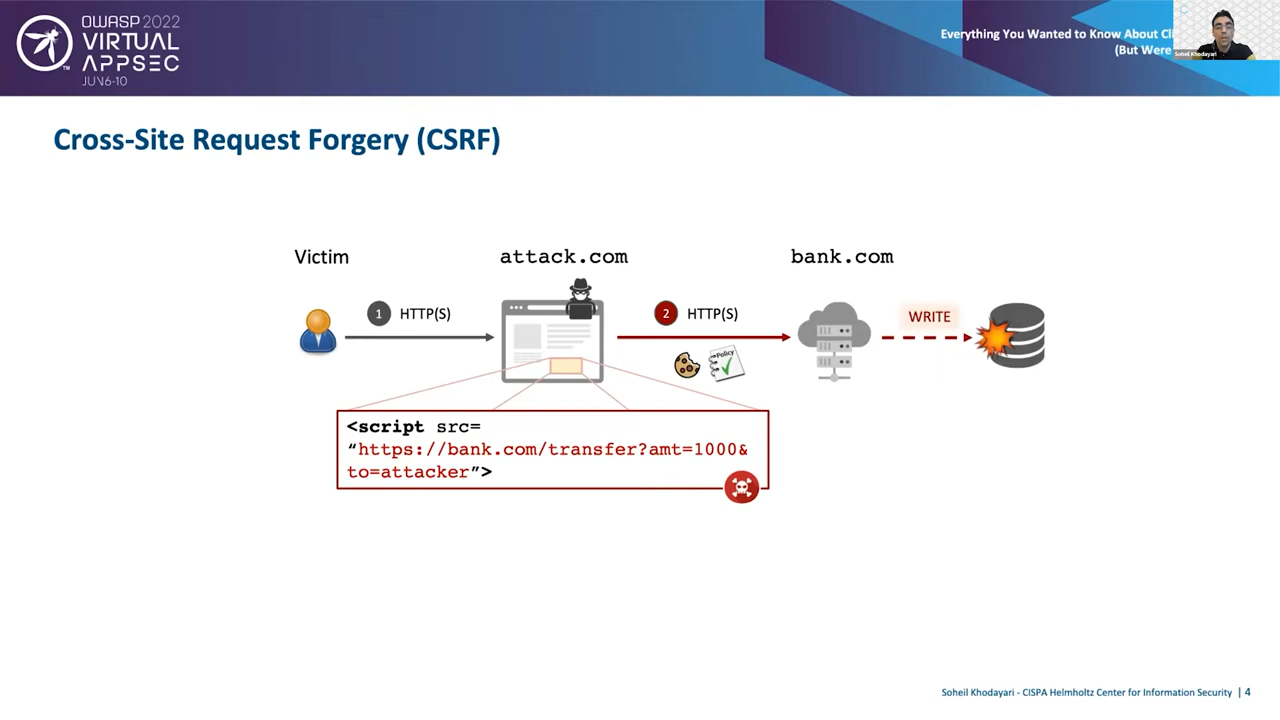 OWASP 2022
VIRTUAL
APPSEC
JUN 6-10
Everything You Wanted to Know About
(But Were
Soheil Khodayari
Cross-Site Request Forgery (CSRF)
Victim
attack.com
bank.com
1 HTTP(S)
2 HTTP(S)
WRITE
Policy
<script src=
“https://bank.com/transfer?amt=1000&
to=attacker”>
Soheil Khodayari - CISPA Helmholtz Center for Information Security | 4